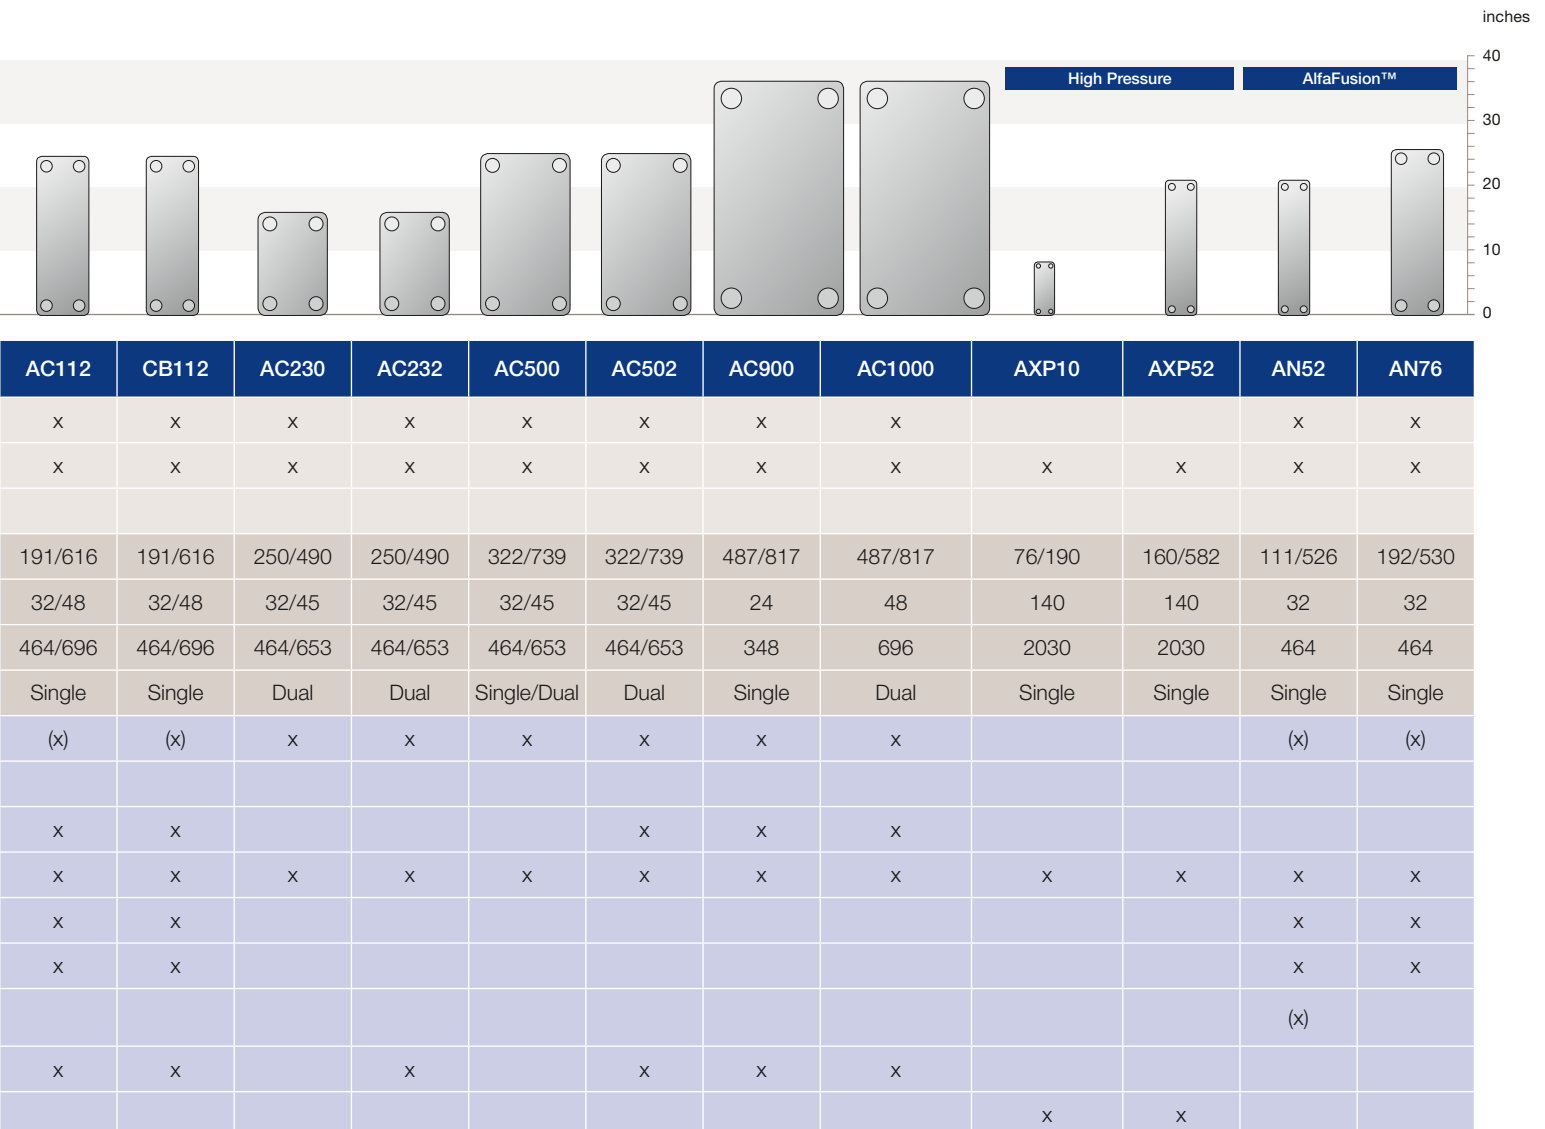 inches
40
High Pressure AlfaFusion™
30
20
10
0
AC112 CB112 AC230 AC232 AC500 AC502 AC900 AC1000 AXP10 AXP52 AN52 AN76
x x x x x x x x x x
x x x x x x x x x x x x
191/616 191/616 250/490 250/490 322/739 322/739 487/817 487/817 76/190 160/582 111/526 192/530
32/48 32/48 32/45 32/45 32/45 32/45 24 48 140 140 32 32
464/696 464/696 464/653 464/653 464/653 464/653 348 696 2030 2030 464 464
Single Single Dual Dual Single/Dual Dual Single Dual Single Single Single Single
(x) (x) x x x x x x (x) (x)
x x x x x
x x x x x x x x x x x x
x x x x
x x x x
(x)
x x x x x x
x x